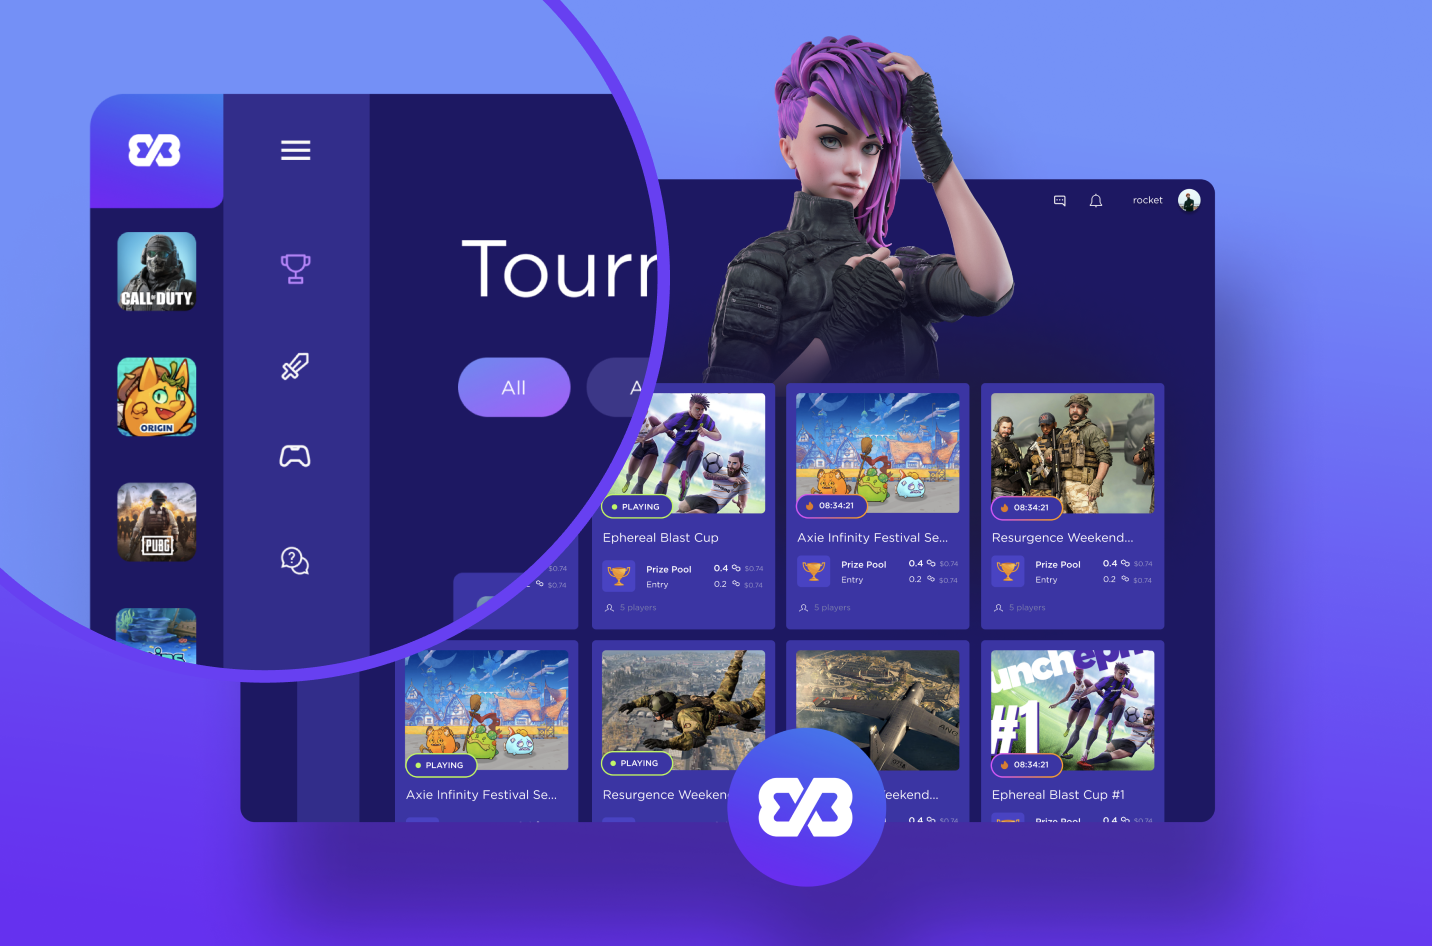 CALL OF DUTY
ORIGIN
PUBG
Tourn
All
A
rocket
PLAYING
Ephereal Blast Cup
Prize Pool 0.4 $0.74
Entry 0.2 $0.74
5 players
08:34:21
Axie Infinity Festival Se...
Prize Pool 0.4 $0.74
Entry 0.2 $0.74
5 players
08:34:21
Resurgence Weekend...
Prize Pool 0.4 $0.74
Entry 0.2 $0.74
5 players
$0.74
$0.74
PLAYING
Axie Infinity Festival Se...
PLAYING
Resurgence Weeken
eekend...
0.4 $0.74
#1
08:34:21
Ephereal Blast Cup #1
Prize Pool 0.4 $0.74